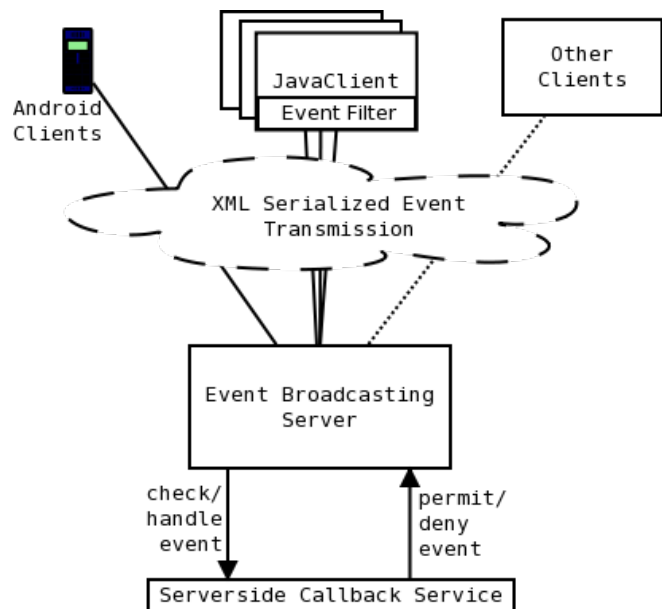 Android
Clients
JavaClient
Event Filter
Other
Clients
XML Serialized Event
Transmission
Event Broadcasting
Server
check/
handle
event
permit/
deny
event
Serverside Callback Service